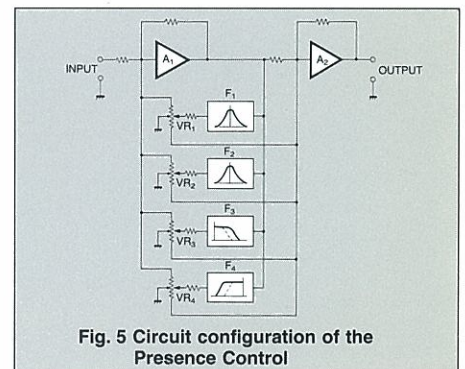 A₁
A₂
INPUT
OUTPUT
F₁
VR₁
F₂
VR₂
F₃
VR₃
F₄
VR₄
Fig. 5 Circuit configuration of the
Presence Control